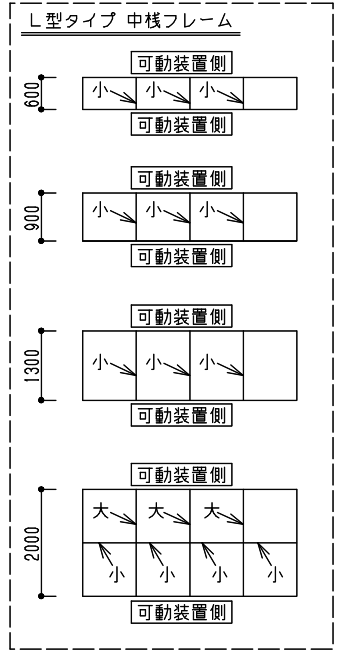 L型タイプ 中桟フレーム
可動装置側
600
小 小 小
可動装置側
可動装置側
900
小 小 小
可動装置側
可動装置側
1300
小 小 小
可動装置側
可動装置側
2000
大 大 大
小 小 小 小
可動装置側